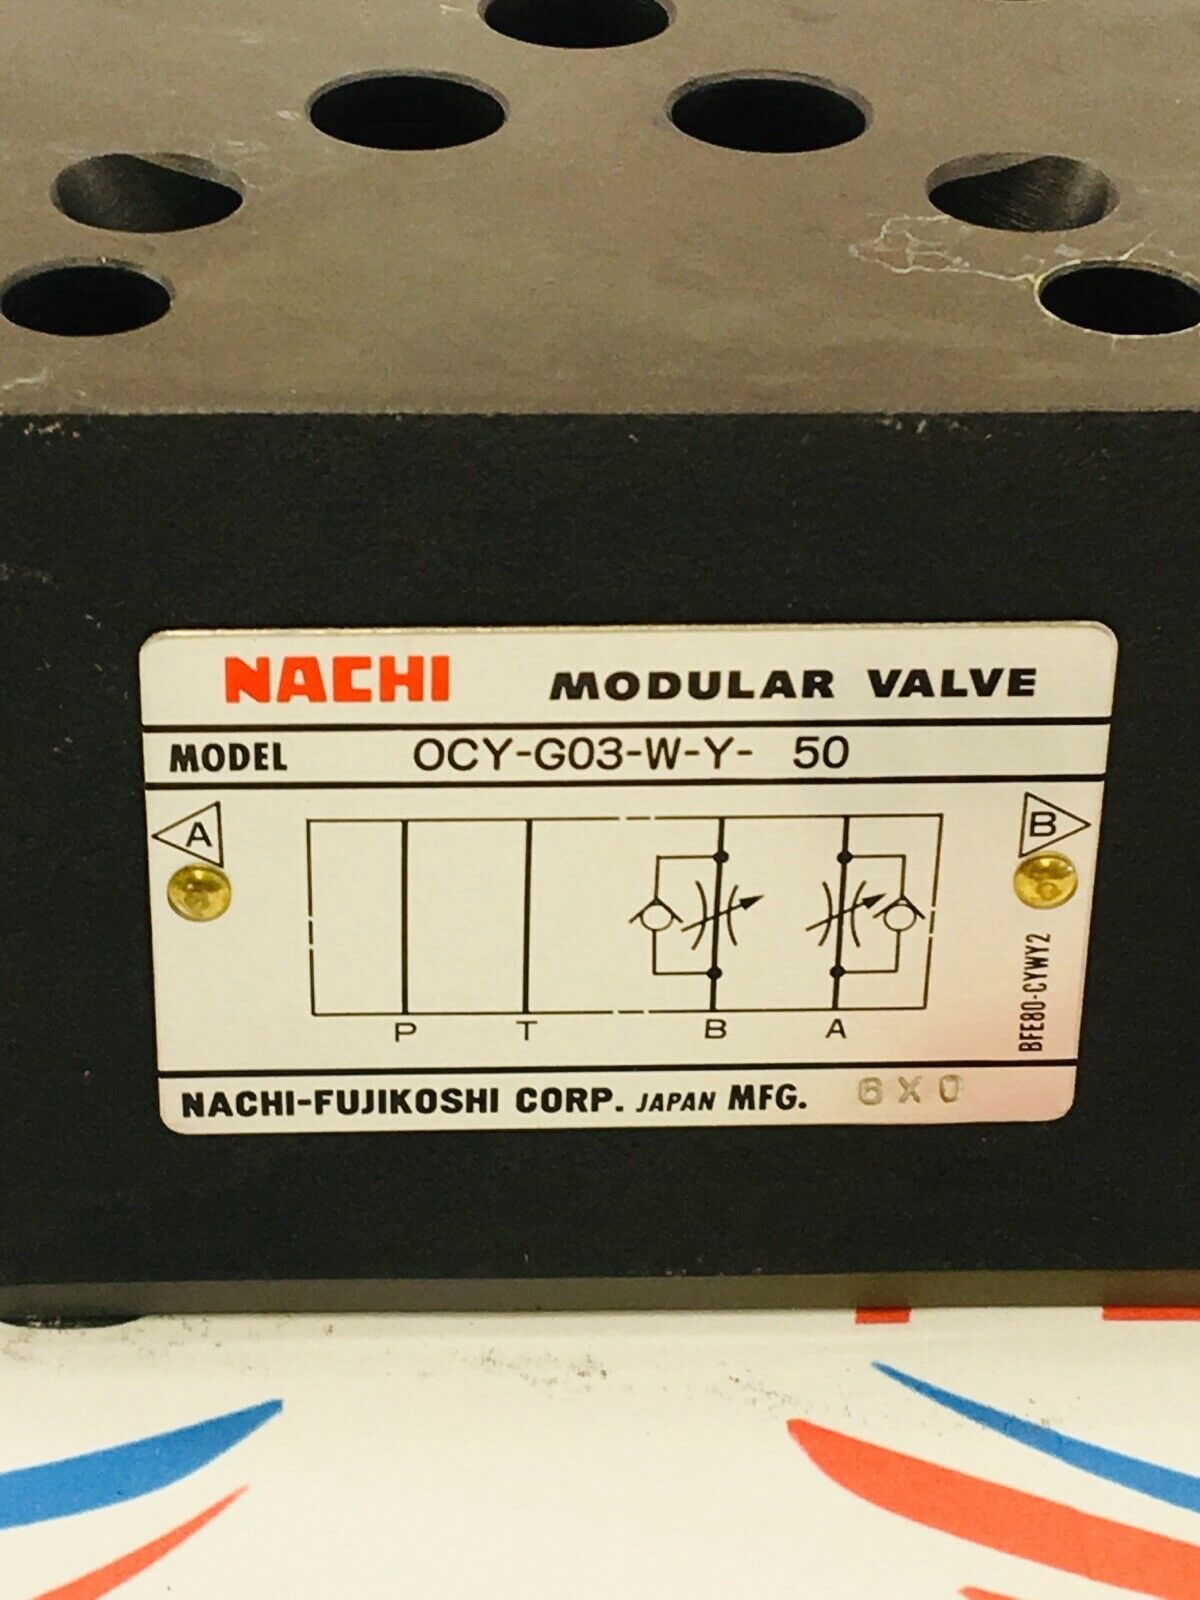 NACHI MODULAR VALVE
MODEL OCY-G03-W-Y- 50
A
B
P T B A
BFE80-CYWY2
NACHI-FUJIKOSHI CORP. JAPAN MFG. 6X0